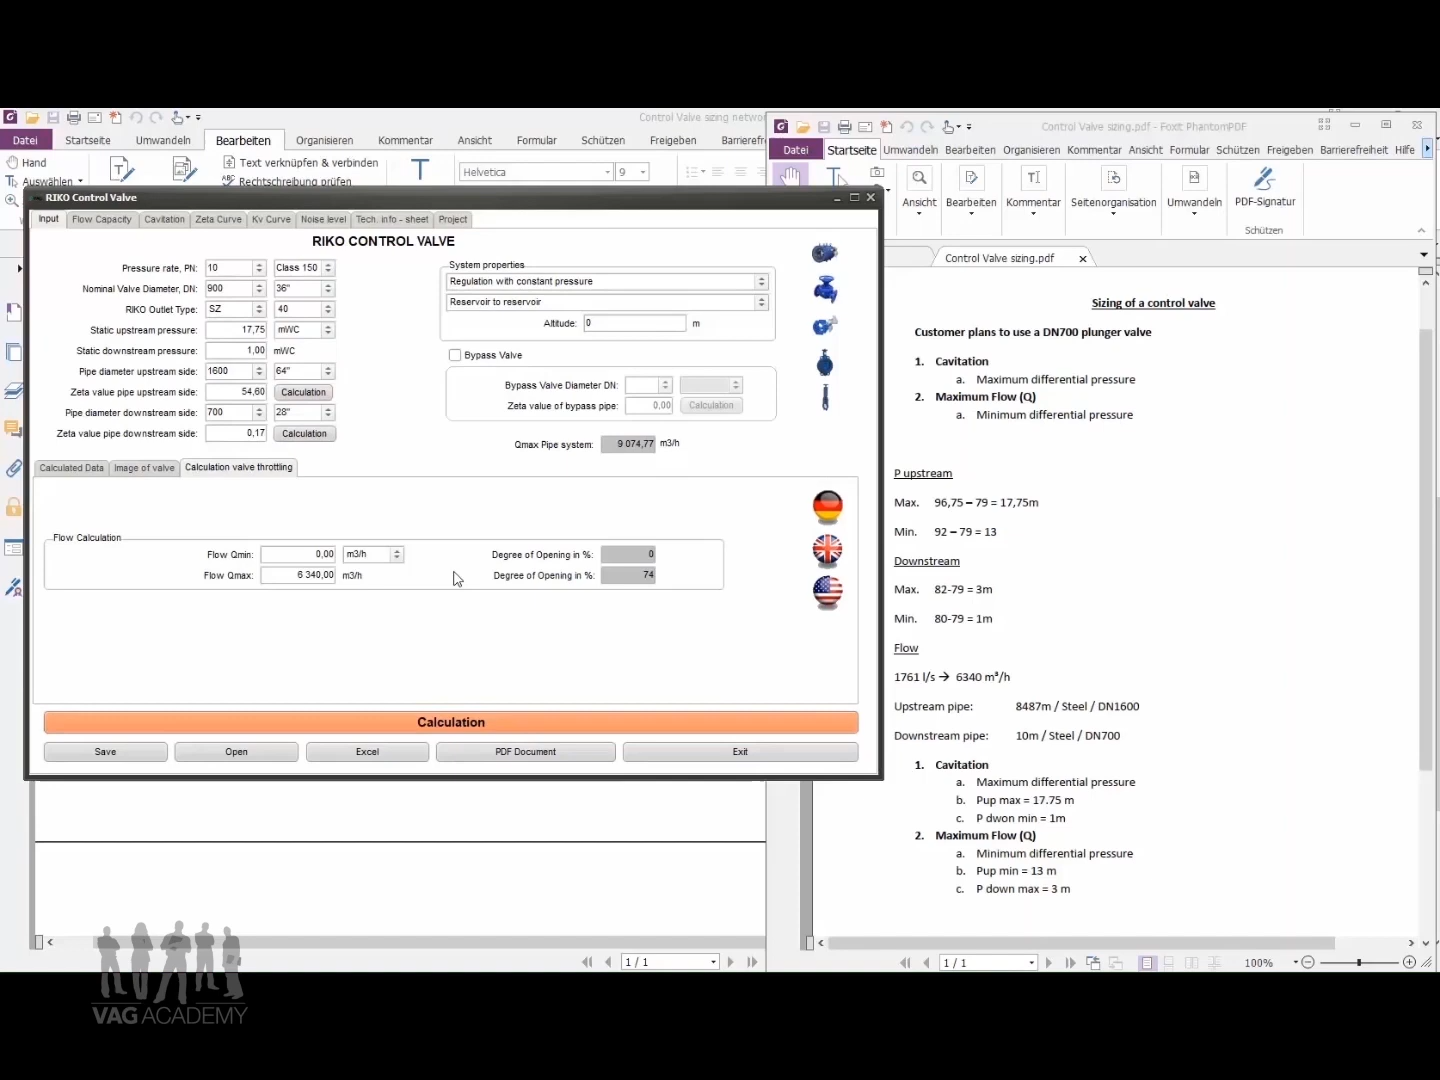 Control Valve sizing netwo
Datei Startseite Umwandeln Bearbeiten Organisieren Kommentar Ansicht Formular Schützen Freigeben Barrieref
Hand
Auswählen
Text verknüpfen & verbinden
Rechtschreibung prüfen
Helvetica 9
RIKO Control Valve
Input Flow Capacity Cavitation Zeta Curve Kv Curve Noise level Tech. info - sheet Project
RIKO CONTROL VALVE
Pressure rate, PN: 10 Class 150
Nominal Valve Diameter, DN: 900 36"
RIKO Outlet Type: SZ 40
Static upstream pressure: 17,75 mWC
Static downstream pressure: 1,00 mWC
Pipe diameter upstream side: 1600 64"
Zeta value pipe upstream side: 54,60 Calculation
Pipe diameter downstream side: 700 28"
Zeta value pipe downstream side: 0,17 Calculation
System properties
Regulation with constant pressure
Reservoir to reservoir
Altitude: 0 m
Bypass Valve
Bypass Valve Diameter DN:
Zeta value of bypass pipe: 0,00 Calculation
Qmax Pipe system: 9 074,77 m3/h
Calculated Data Image of valve Calculation valve throttling
Flow Calculation
Flow Qmin: 0,00 m3/h Degree of Opening in %: 0
Flow Qmax: 6 340,00 m3/h Degree of Opening in %: 74
Calculation
Save Open Excel PDF Document Exit
1 / 1
VAG ACADEMY
Control Valve sizing.pdf - Foxit PhantomPDF
Datei Startseite Umwandeln Bearbeiten Organisieren Kommentar Ansicht Formular Schützen Freigeben Barrierefreiheit Hilfe
Ansicht Bearbeiten Kommentar Seitenorganisation Umwandeln PDF-Signatur
Schützen
Control Valve sizing.pdf
Sizing of a control valve
Customer plans to use a DN700 plunger valve
1. Cavitation
a. Maximum differential pressure
2. Maximum Flow (Q)
a. Minimum differential pressure
P upstream
Max. 96,75 – 79 = 17,75m
Min. 92 – 79 = 13
Downstream
Max. 82-79 = 3m
Min. 80-79 = 1m
Flow
1761 l/s → 6340 m³/h
Upstream pipe: 8487m / Steel / DN1600
Downstream pipe: 10m / Steel / DN700
1. Cavitation
a. Maximum differential pressure
b. Pup max = 17.75 m
c. P dwon min = 1m
2. Maximum Flow (Q)
a. Minimum differential pressure
b. Pup min = 13 m
c. P down max = 3 m
1 / 1
100%